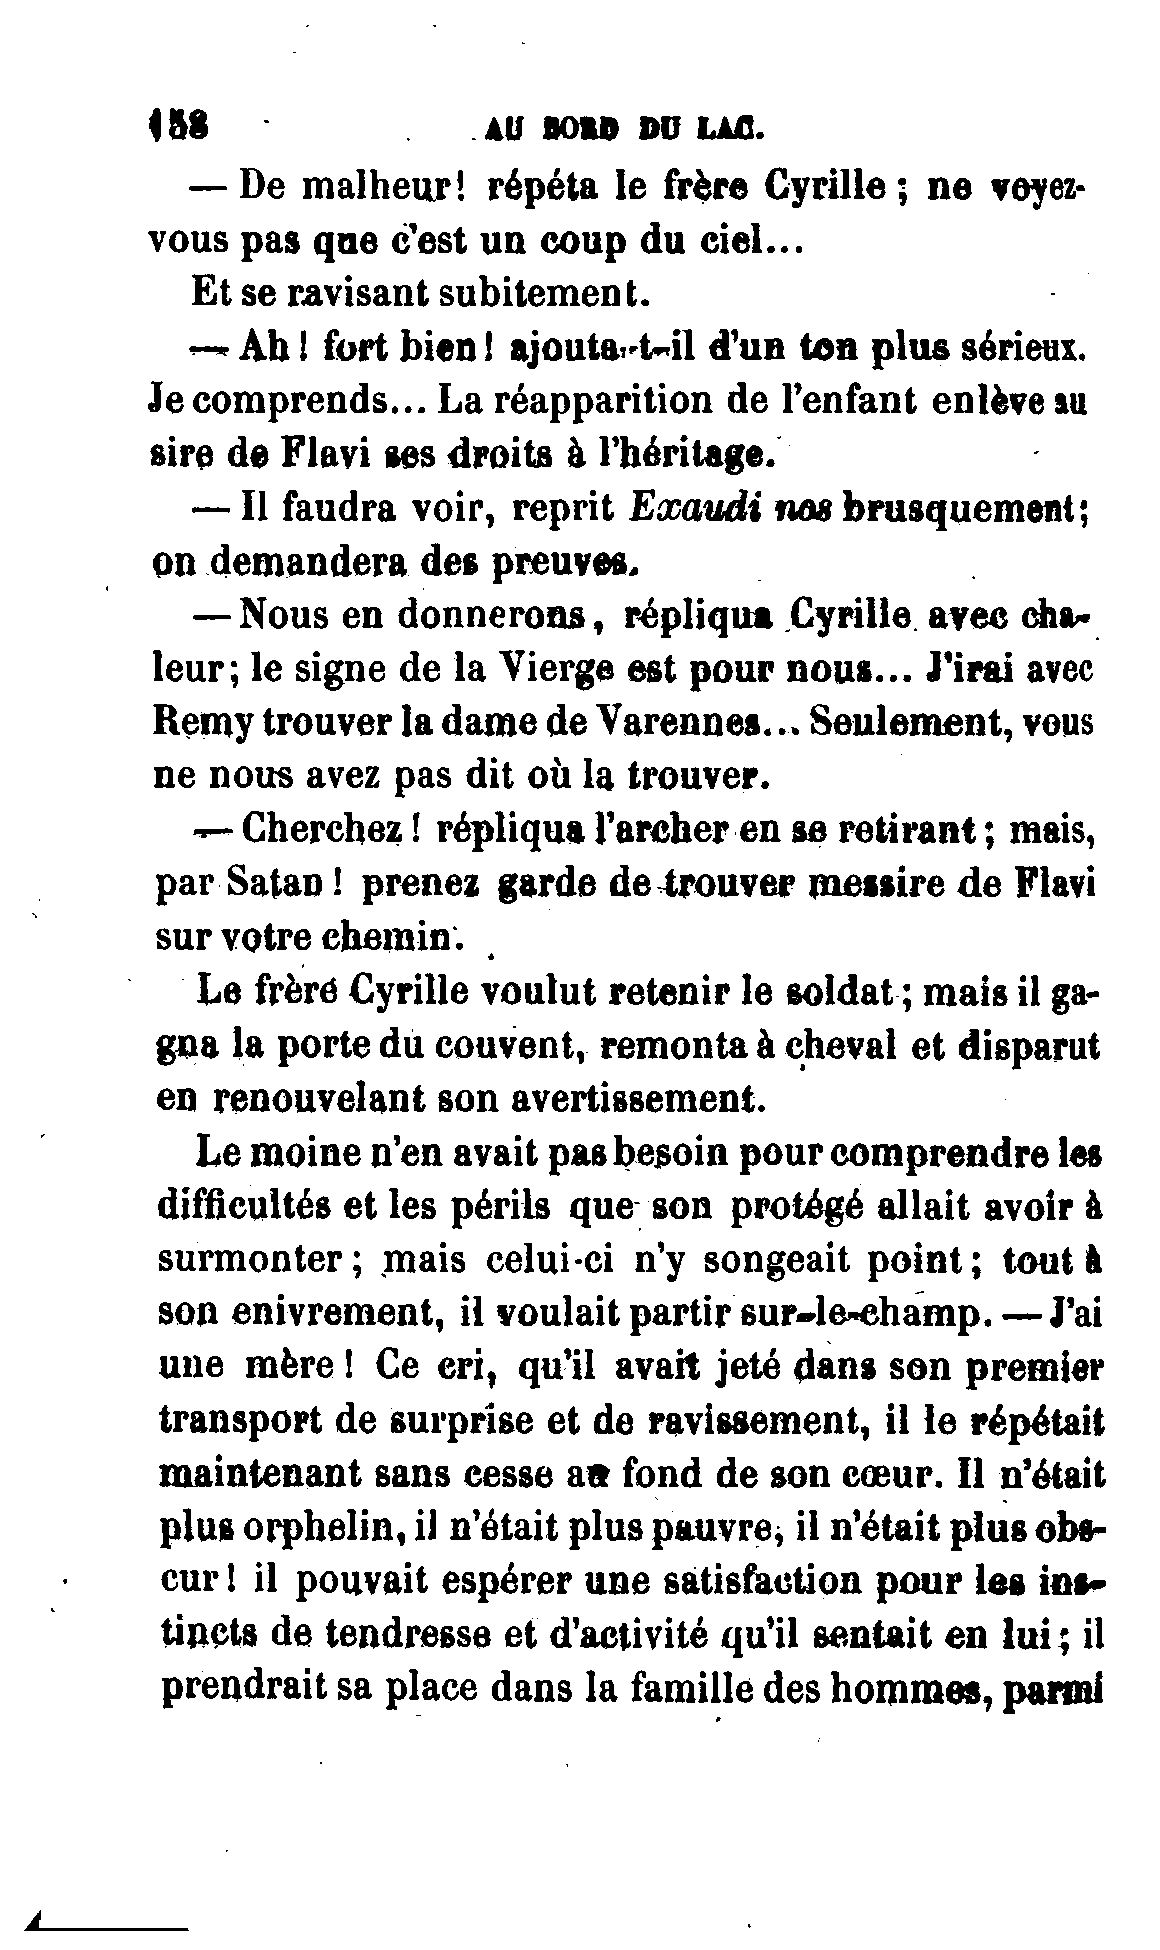 158 AU BORD DU LAC.
— De malheur! répéta le frère Cyrille ; ne voyez-
vous pas que c'est un coup du ciel...
Et se ravisant subitement.
— Ah ! fort bien ! ajouta-t-il d'un ton plus sérieux.
Je comprends... La réapparition de l'enfant enlève au
sire de Flavi ses droits à l'héritage.
— Il faudra voir, reprit Exaudi nos brusquement;
on demandera des preuves.
— Nous en donnerons, répliqua Cyrille avec cha-
leur; le signe de la Vierge est pour nous... J'irai avec
Remy trouver la dame de Varennes... Seulement, vous
ne nous avez pas dit où la trouver.
— Cherchez ! répliqua l'archer en se retirant ; mais,
par Satan ! prenez garde de trouver messire de Flavi
sur votre chemin.
Le frère Cyrille voulut retenir le soldat ; mais il ga-
gna la porte du couvent, remonta à cheval et disparut
en renouvelant son avertissement.
Le moine n'en avait pas besoin pour comprendre les
difficultés et les périls que son protégé allait avoir à
surmonter ; mais celui-ci n'y songeait point ; tout à
son enivrement, il voulait partir sur-le-champ. — J'ai
une mère ! Ce cri, qu'il avait jeté dans son premier
transport de surprise et de ravissement, il le répétait
maintenant sans cesse au fond de son cœur. Il n'était
plus orphelin, il n'était plus pauvre, il n'était plus obs-
cur ! il pouvait espérer une satisfaction pour les ins-
tincts de tendresse et d'activité qu'il sentait en lui ; il
prendrait sa place dans la famille des hommes, parmi